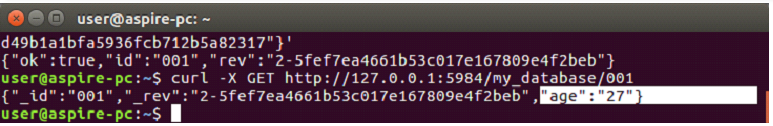 user@aspire-pc: ~
d49b1a1bfa5936fcb712b5a82317"}'
{"ok":true,"id":"001","rev":"2-5fef7ea4661b53c017e167809e4f2beb"}
user@aspire-pc:~$ curl -X GET http://127.0.0.1:5984/my_database/001
{"_id":"001","_rev":"2-5fef7ea4661b53c017e167809e4f2beb","age":"27"}
user@aspire-pc:~$